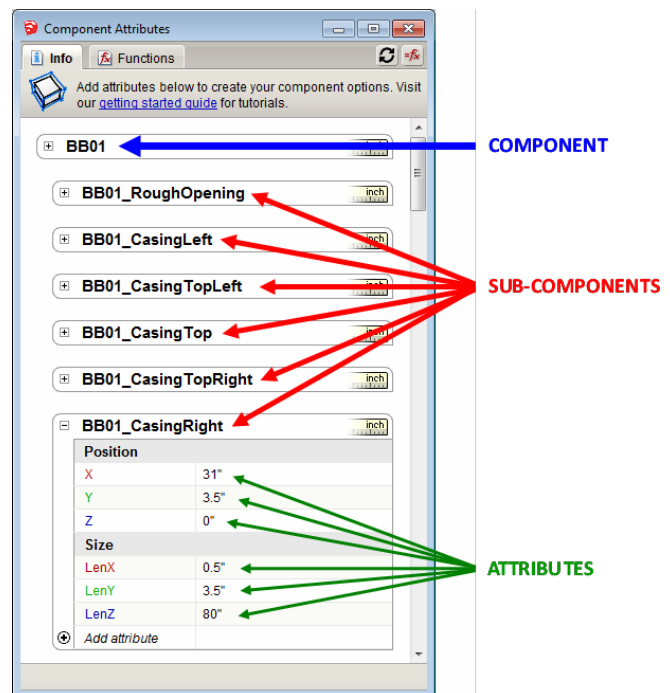 Component Attributes
Info
Functions
Add attributes below to create your component options. Visit
our getting started guide for tutorials.
BB01
inch
COMPONENT
BB01_RoughOpening
inch
BB01_CasingLeft
inch
BB01_CasingTopLeft
inch
SUB-COMPONENTS
BB01_CasingTop
inch
BB01_CasingTopRight
inch
BB01_CasingRight
inch
Position
X 31"
Y 3.5"
Z 0"
Size
LenX 0.5"
ATTRIBUTES
LenY 3.5"
LenZ 80"
Add attribute